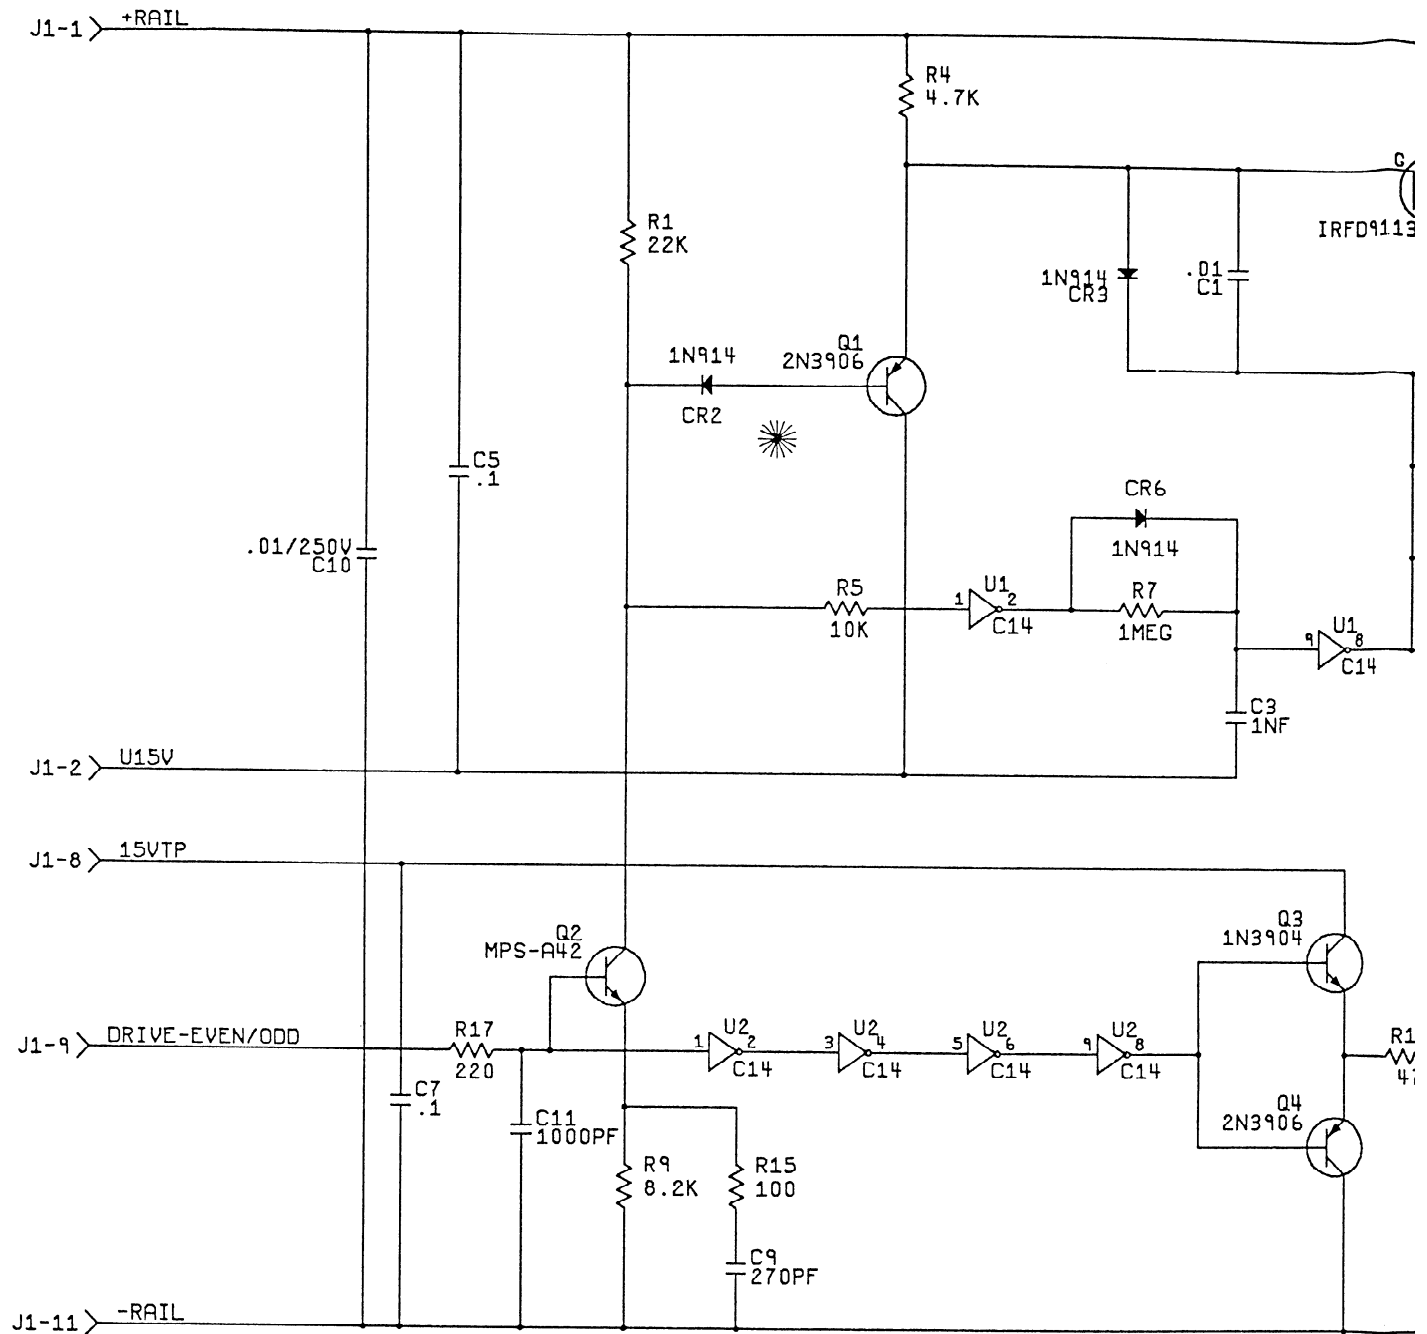 J1-1 +RAIL
R4
4.7K
G
IRFD9113
R1
22K
1N914
CR3
.01
C1
Q1
2N3906
1N914
CR2
C5
.1
CR6
1N914
.01/250V
C10
R5
10K
1 U1 2
C14
R7
1MEG
9 U1 8
C14
C3
1NF
J1-2 U15V
J1-8 15VTP
Q2
MPS-A42
Q3
1N3904
J1-9 DRIVE-EVEN/ODD
R17
220
1 U2 2
C14
3 U2 4
C14
5 U2 6
C14
9 U2 8
C14
R1
47
C7
.1
C11
1000PF
Q4
2N3906
R9
8.2K
R15
100
C9
270PF
J1-11 -RAIL